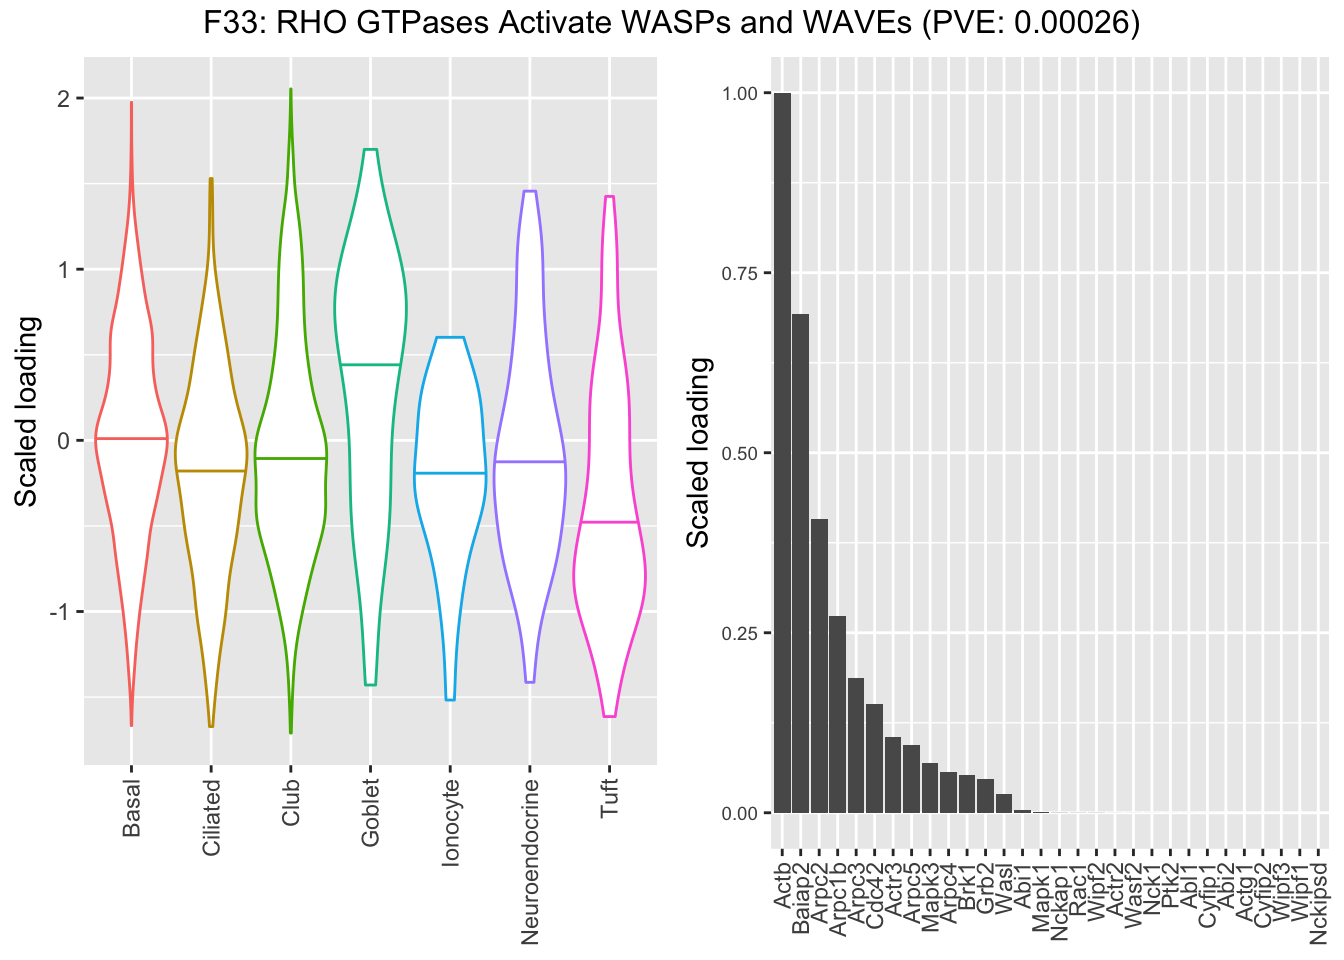 F33: RHO GTPases Activate WASPs and WAVEs (PVE: 0.00026)
Scaled loading
2
1
0
-1
Basal
Ciliated
Club
Goblet
Ionocyte
Neuroendocrine
Tuft
Scaled loading
1.00
0.75
0.50
0.25
0.00
Actb
Baiap2
Arpc2
Arpc1b
Arpc3
Cdc42
Actr3
Arpc5
Mapk3
Arpc4
Brk1
Grb2
Wasl
Abi1
Mapk1
Nckap1
Rac1
Wipf2
Actr2
Wasf2
Nck1
Ptk2
Abl1
Cyfip1
Abi2
Actg1
Cyfip2
Wipf3
Wipf1
Nckipsd